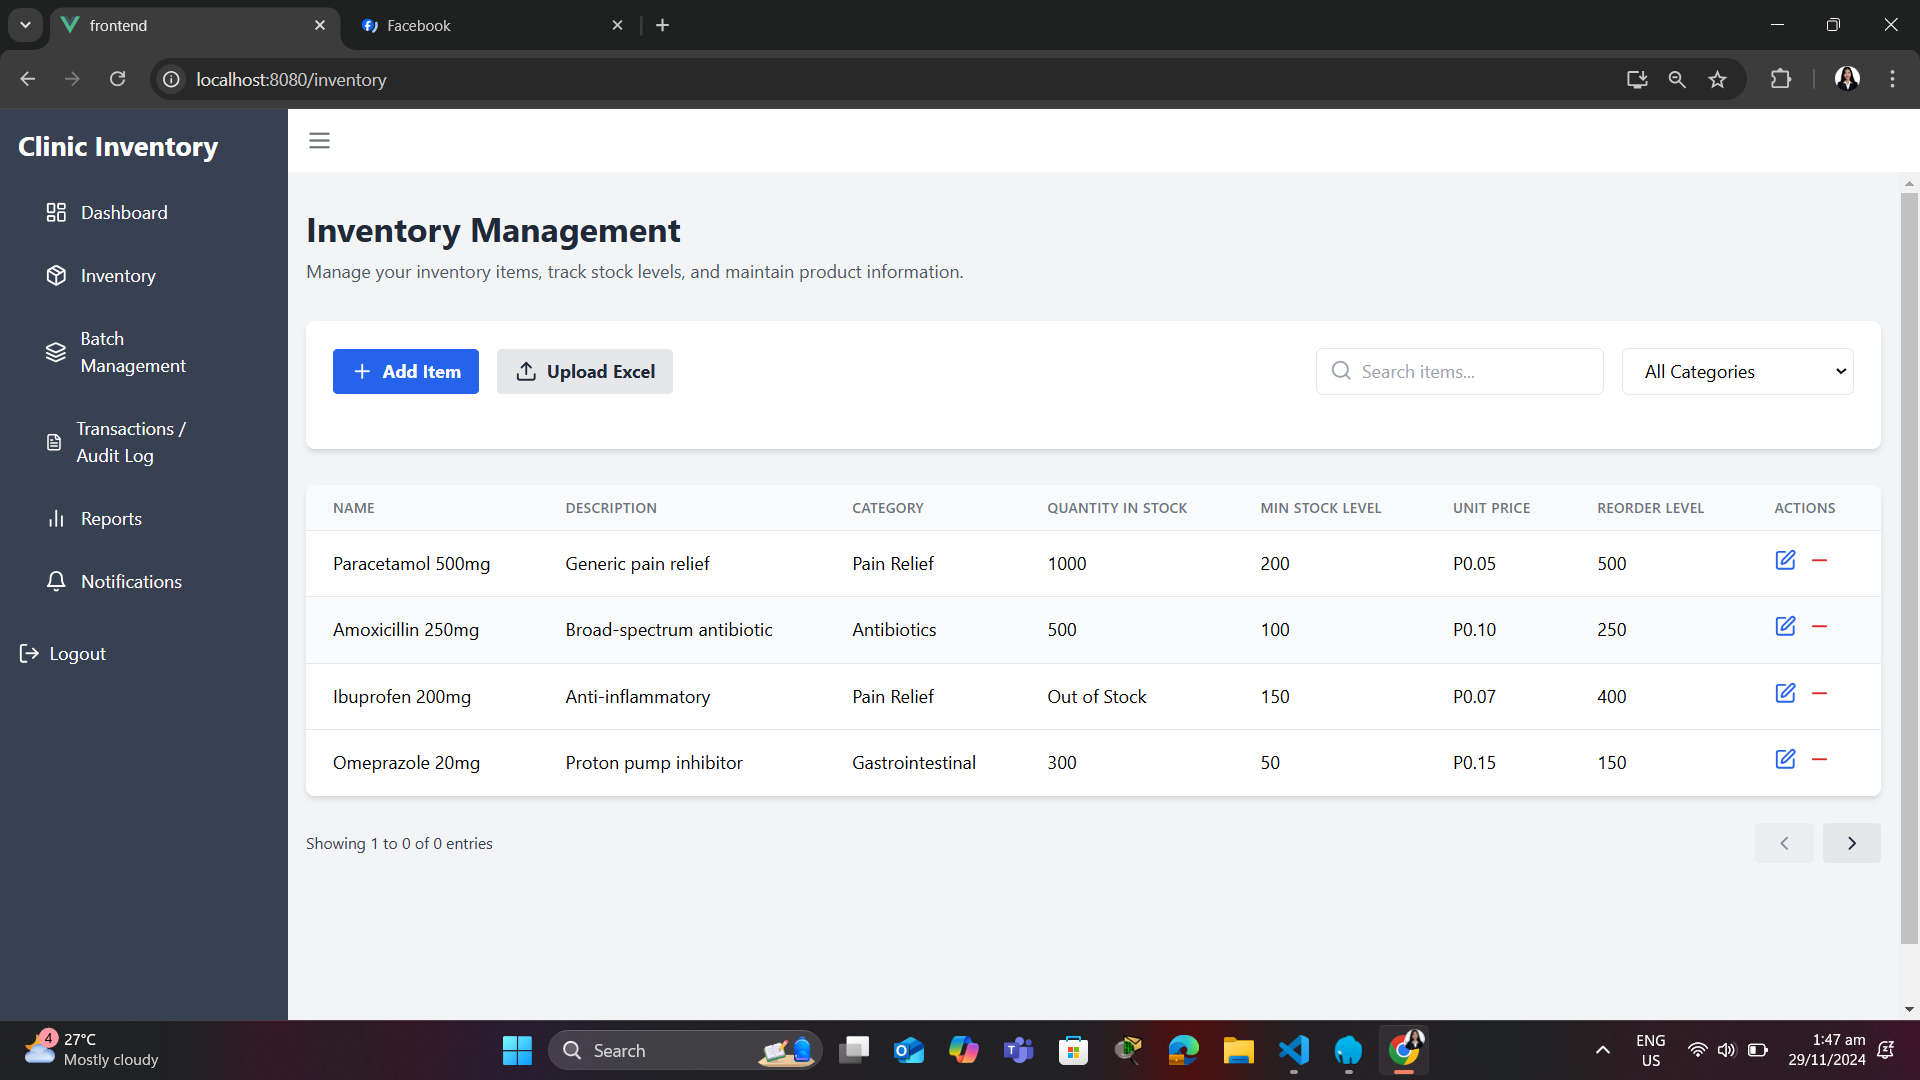 frontend
Facebook
localhost:8080/inventory
Clinic Inventory
Dashboard
Inventory
Batch
Management
Transactions /
Audit Log
Reports
Notifications
Logout
Inventory Management
Manage your inventory items, track stock levels, and maintain product information.
Add Item
Upload Excel
Search items...
All Categories
NAME DESCRIPTION CATEGORY QUANTITY IN STOCK MIN STOCK LEVEL UNIT PRICE REORDER LEVEL ACTIONS
Paracetamol 500mg Generic pain relief Pain Relief 1000 200 P0.05 500
Amoxicillin 250mg Broad-spectrum antibiotic Antibiotics 500 100 P0.10 250
Ibuprofen 200mg Anti-inflammatory Pain Relief Out of Stock 150 P0.07 400
Omeprazole 20mg Proton pump inhibitor Gastrointestinal 300 50 P0.15 150
Showing 1 to 0 of 0 entries
4
27°C
Mostly cloudy
Search
ENG
US
1:47 am
29/11/2024